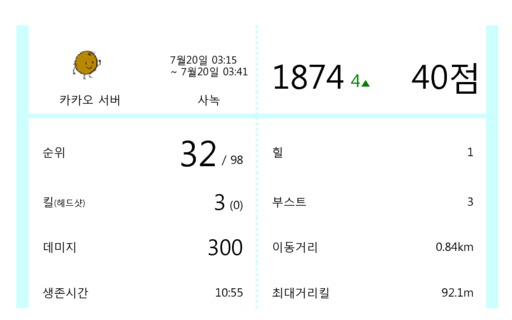 7월20일 03:15
~ 7월20일 03:41
카카오 서버
사녹
1874 4▲
40점
순위
32 / 98
킬(헤드샷)
3 (0)
데미지
300
생존시간
10:55
힐
1
부스트
3
이동거리
0.84km
최대거리킬
92.1m